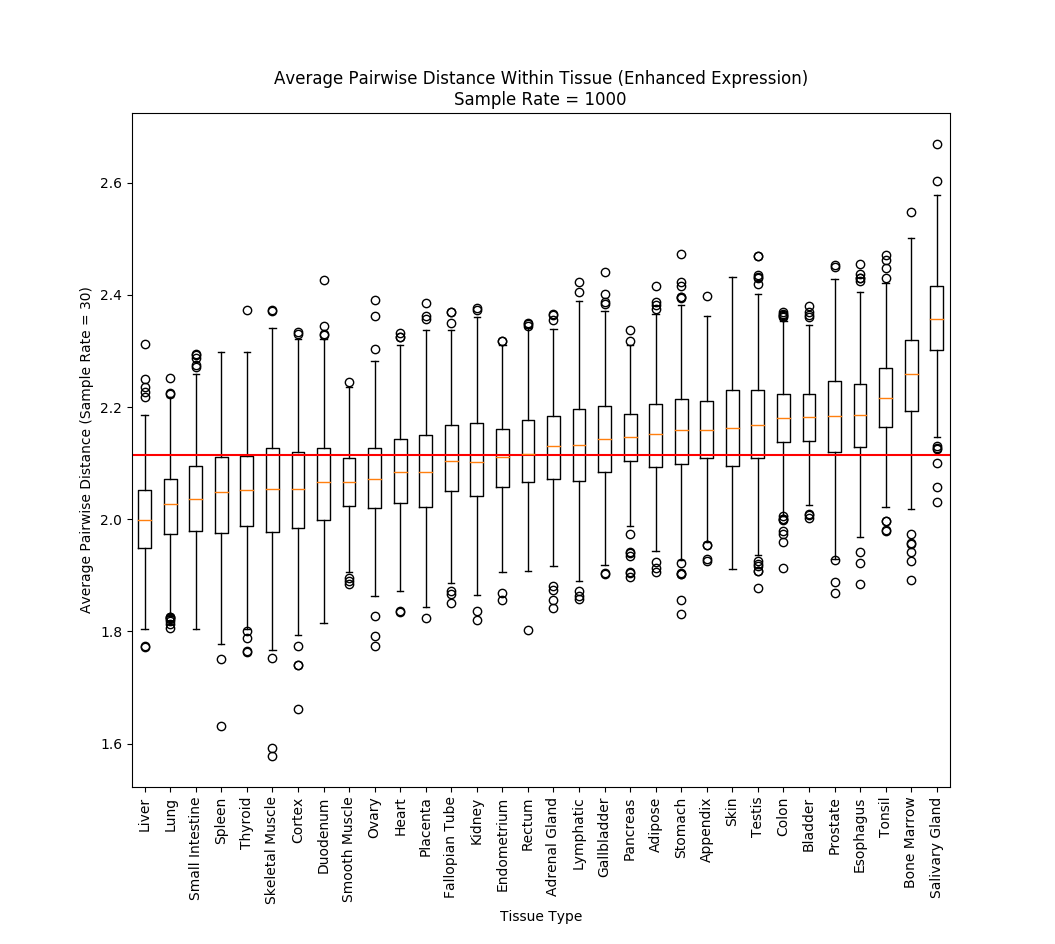 Average Pairwise Distance Within Tissue (Enhanced Expression)
Sample Rate = 1000
Average Pairwise Distance (Sample Rate = 30)
2.6
2.4
2.2
2.0
1.8
1.6
Liver
Lung
Small Intestine
Spleen
Thyroid
Skeletal Muscle
Cortex
Duodenum
Smooth Muscle
Ovary
Heart
Placenta
Fallopian Tube
Kidney
Endometrium
Rectum
Adrenal Gland
Lymphatic
Gallbladder
Pancreas
Adipose
Stomach
Appendix
Skin
Testis
Colon
Bladder
Prostate
Esophagus
Tonsil
Bone Marrow
Salivary Gland
Tissue Type